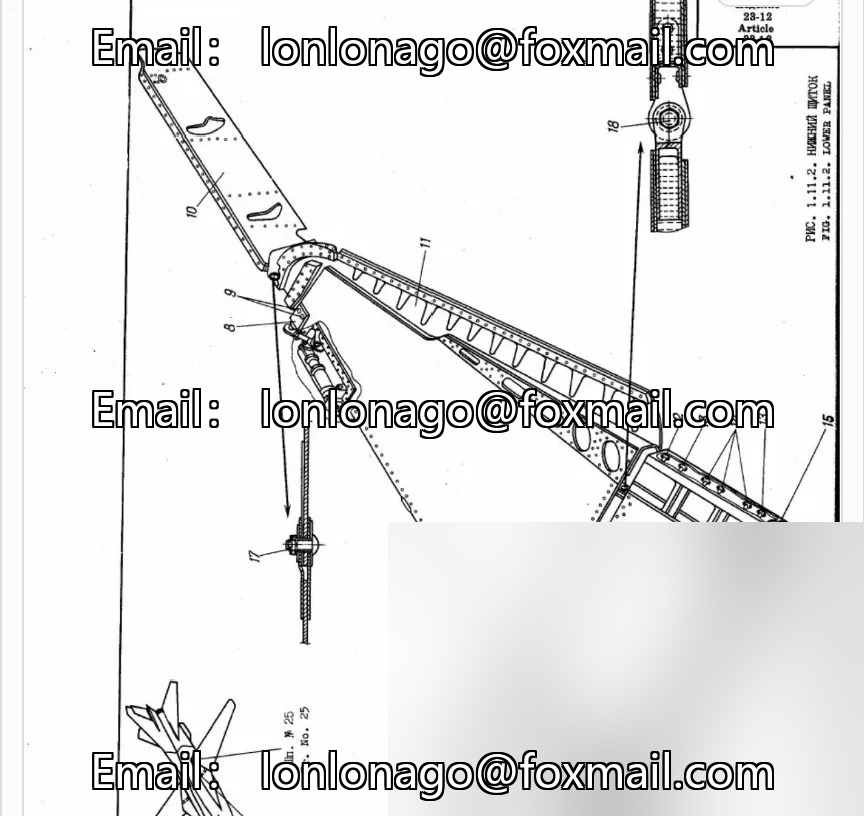 23-12
Article
Email： lonlonago@foxmail.com
18
РИС. 1.11.2. НИЖНИЙ ЩИТОК
FIG. 1.11.2. LOWER PANEL
10
11
9
8
Email： lonlonago@foxmail.com
15
17
№ 25
No. 25
Email： lonlonago@foxmail.com